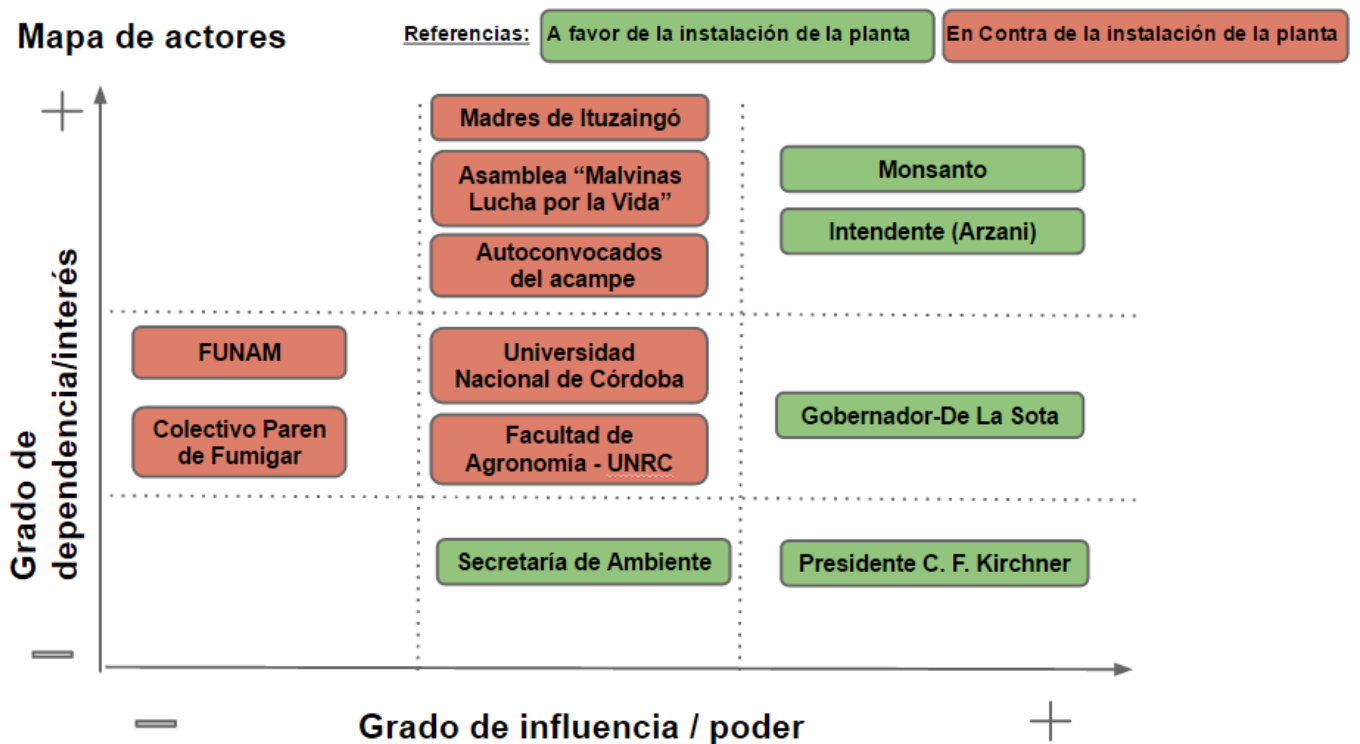 Mapa de actores
Referencias:
A favor de la instalación de la planta
En Contra de la instalación de la planta
Grado de
dependencia/interés
Madres de Ituzaingó
Asamblea “Malvinas
Lucha por la Vida”
Autoconvocados
del acampe
Monsanto
Intendente (Arzani)
FUNAM
Colectivo Paren
de Fumigar
Universidad
Nacional de Córdoba
Facultad de
Agronomía - UNRC
Gobernador-De La Sota
Secretaría de Ambiente
Presidente C. F. Kirchner
Grado de influencia / poder